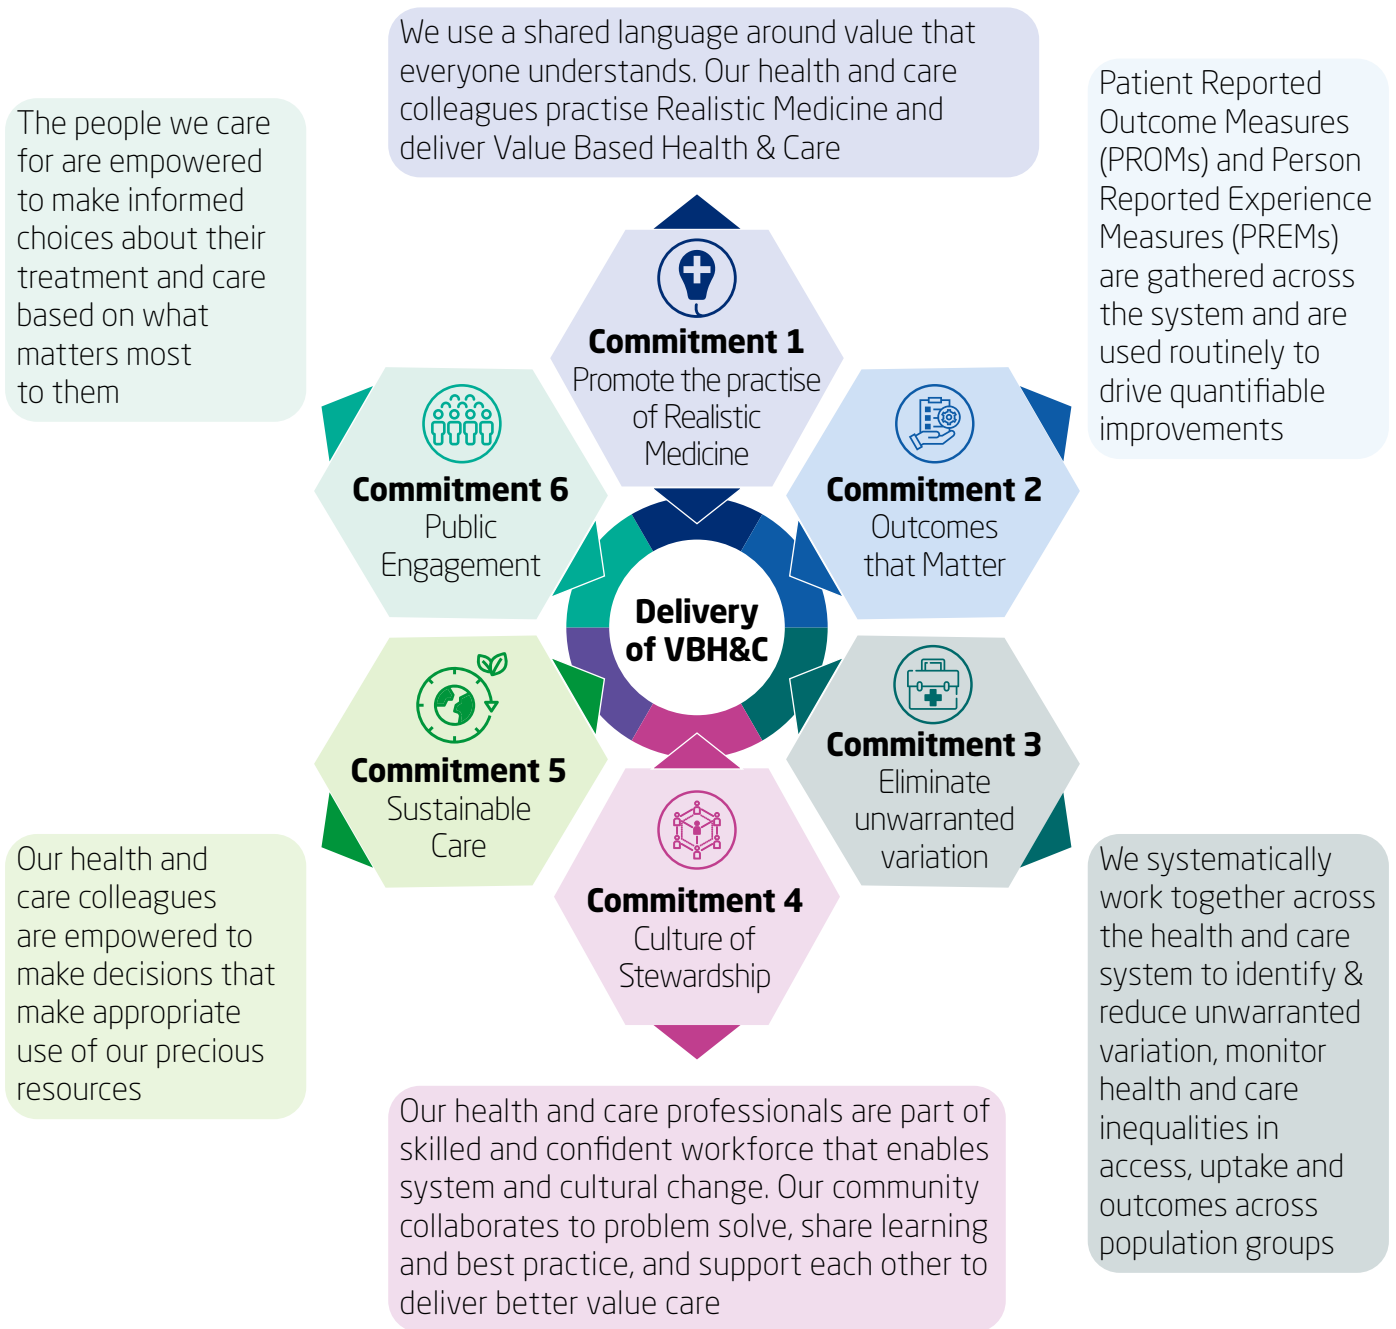 We use a shared language around value that
everyone understands. Our health and care
colleagues practise Realistic Medicine and
deliver Value Based Health & Care
Patient Reported
Outcome Measures
(PROMs) and Person
Reported Experience
Measures (PREMs)
are gathered across
the system and are
used routinely to
drive quantifiable
improvements
The people we care
for are empowered
to make informed
choices about their
treatment and care
based on what
matters most
to them
Commitment 1
Promote the practise
of Realistic
Medicine
Commitment 6
Public
Engagement
Commitment 2
Outcomes
that Matter
Delivery
of VBH&C
Commitment 5
Sustainable
Care
Commitment 3
Eliminate
unwarranted
variation
Commitment 4
Culture of
Stewardship
Our health and
care colleagues
are empowered to
make decisions that
make appropriate
use of our precious
resources
We systematically
work together across
the health and care
system to identify &
reduce unwarranted
variation, monitor
health and care
inequalities in
access, uptake and
outcomes across
population groups
Our health and care professionals are part of
skilled and confident workforce that enables
system and cultural change. Our community
collaborates to problem solve, share learning
and best practice, and support each other to
deliver better value care